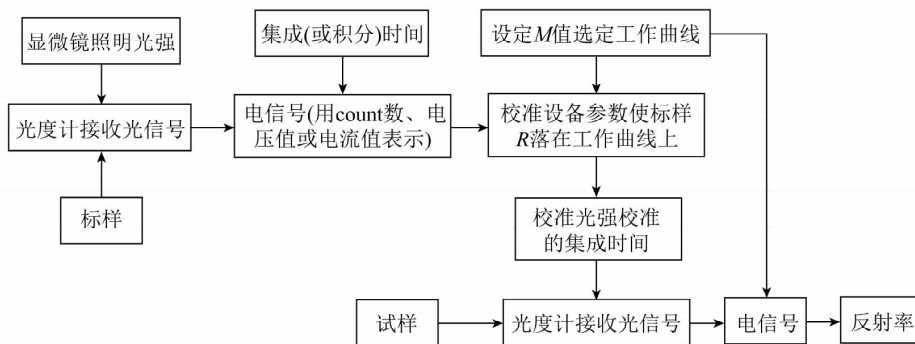 显微镜照明光强
集成(或积分)时间
设定M值选定工作曲线
光度计接收光信号
电信号(用count数、电
压值或电流值表示)
校准设备参数使标样
R落在工作曲线上
标样
校准光强校准
的集成时间
试样
光度计接收光信号
电信号
反射率